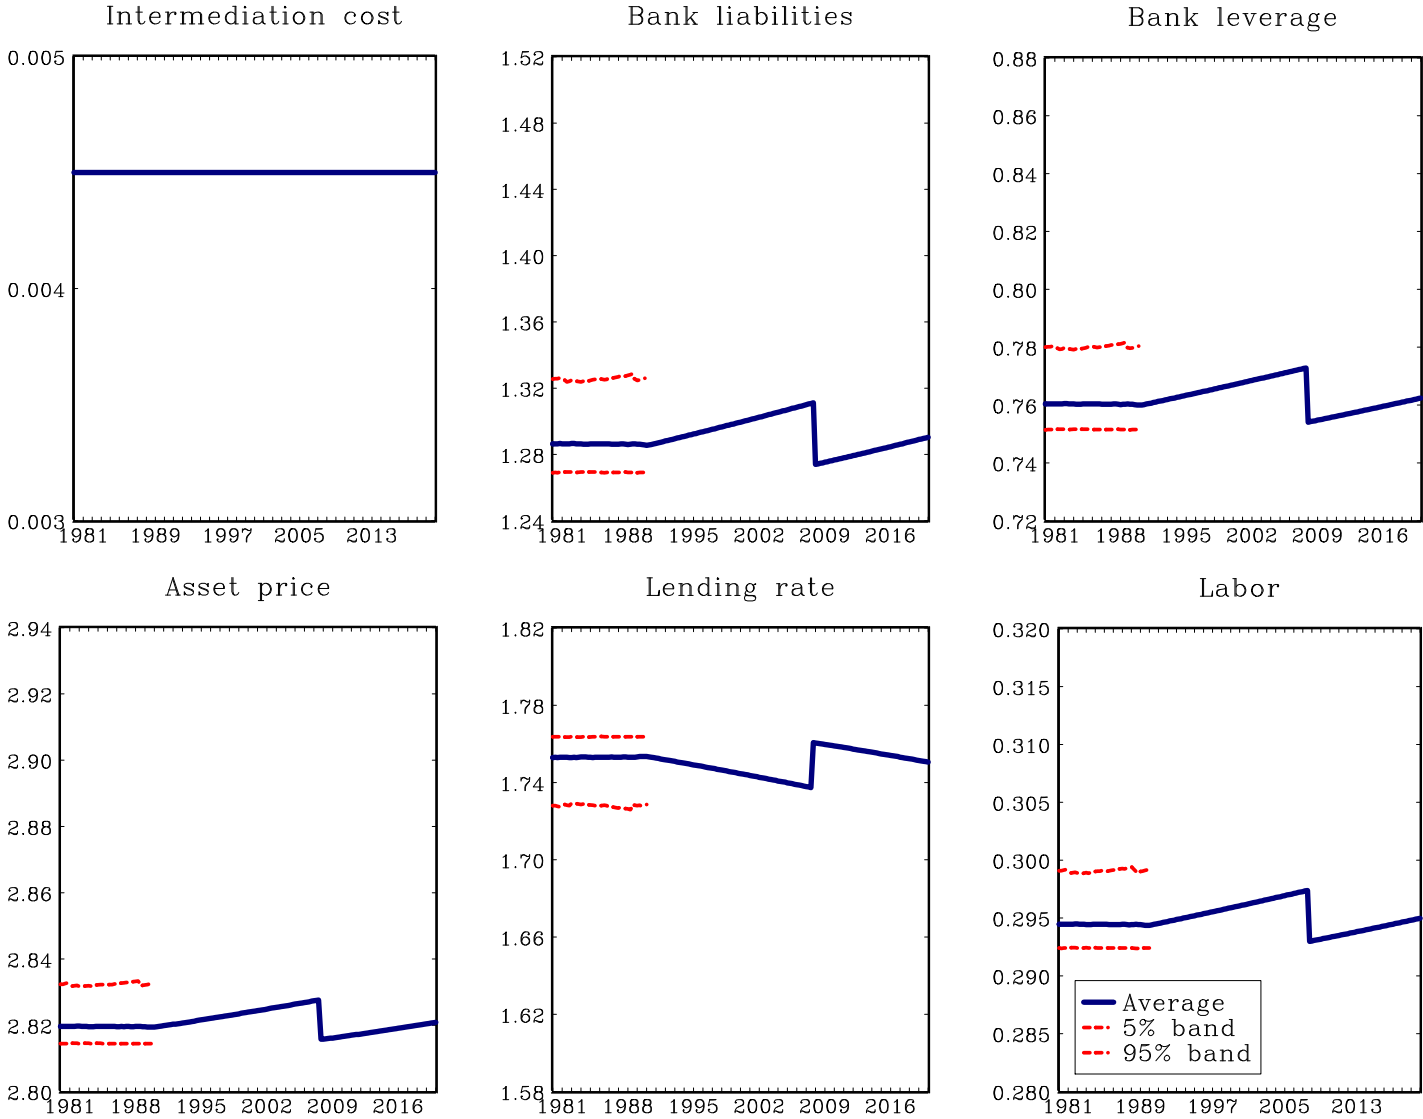 Intermediation cost
0.005
0.004
0.003
1981 1989 1997 2005 2013
Bank liabilities
1.52
1.48
1.44
1.40
1.36
1.32
1.28
1.24
1981 1988 1995 2002 2009 2016
Bank leverage
0.88
0.86
0.84
0.82
0.80
0.78
0.76
0.74
0.72
1981 1988 1995 2002 2009 2016
Asset price
2.94
2.92
2.90
2.88
2.86
2.84
2.82
2.80
1981 1988 1995 2002 2009 2016
Lending rate
1.82
1.78
1.74
1.70
1.66
1.62
1.58
1981 1988 1995 2002 2009 2016
Labor
0.320
0.315
0.310
0.305
0.300
0.295
0.290
0.285
0.280
Average
5% band
95% band
1981 1989 1997 2005 2013